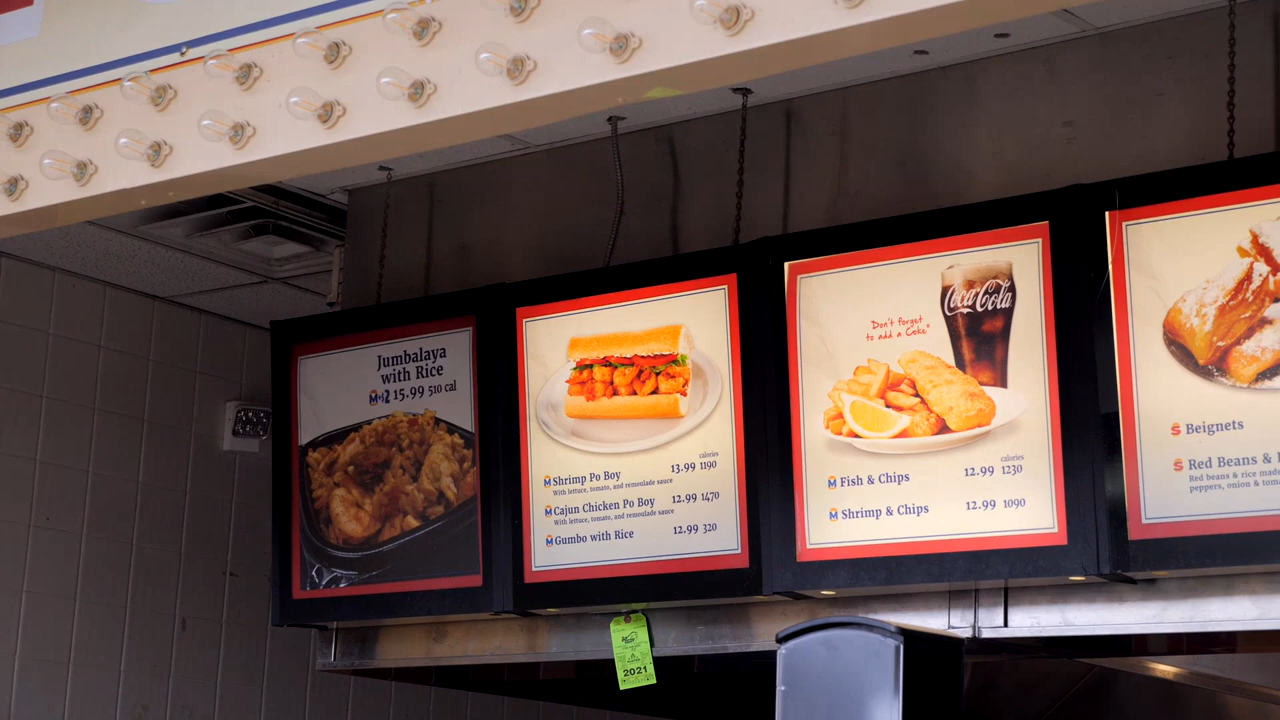 Jumbalaya
with Rice
M+$2 15.99 510 cal
calories
M Shrimp Po Boy 13.99 1190
With lettuce, tomato, and remoulade sauce
M Cajun Chicken Po Boy 12.99 1470
With lettuce, tomato, and remoulade sauce
M Gumbo with Rice 12.99 320
Don't forget
to add a Coke®
Coca-Cola
calories
M Fish & Chips 12.99 1230
M Shrimp & Chips 12.99 1090
S Beignets
S Red Beans &
Red beans & rice made
peppers, onion &
2021